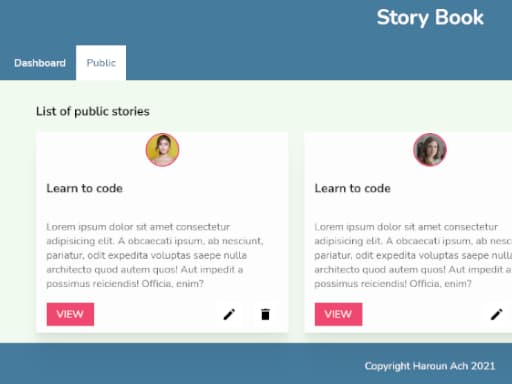 Story Book
Dashboard Public
List of public stories
Learn to code
Lorem ipsum dolor sit amet consectetur
adipisicing elit. A obcaecati ipsum, ab nesciunt,
pariatur, odit expedita voluptas saepe nulla
architecto quod autem quos! Aut impedit a
possimus reiciendis! Officia, enim?
VIEW
Learn to code
Lorem ipsum dolor sit amet consectetur
adipisicing elit. A obcaecati ipsum, ab nesc
pariatur, odit expedita voluptas saepe nulla
architecto quod autem quos! Aut impedit a
possimus reiciendis! Officia, enim?
VIEW
Copyright Haroun Ach 2021